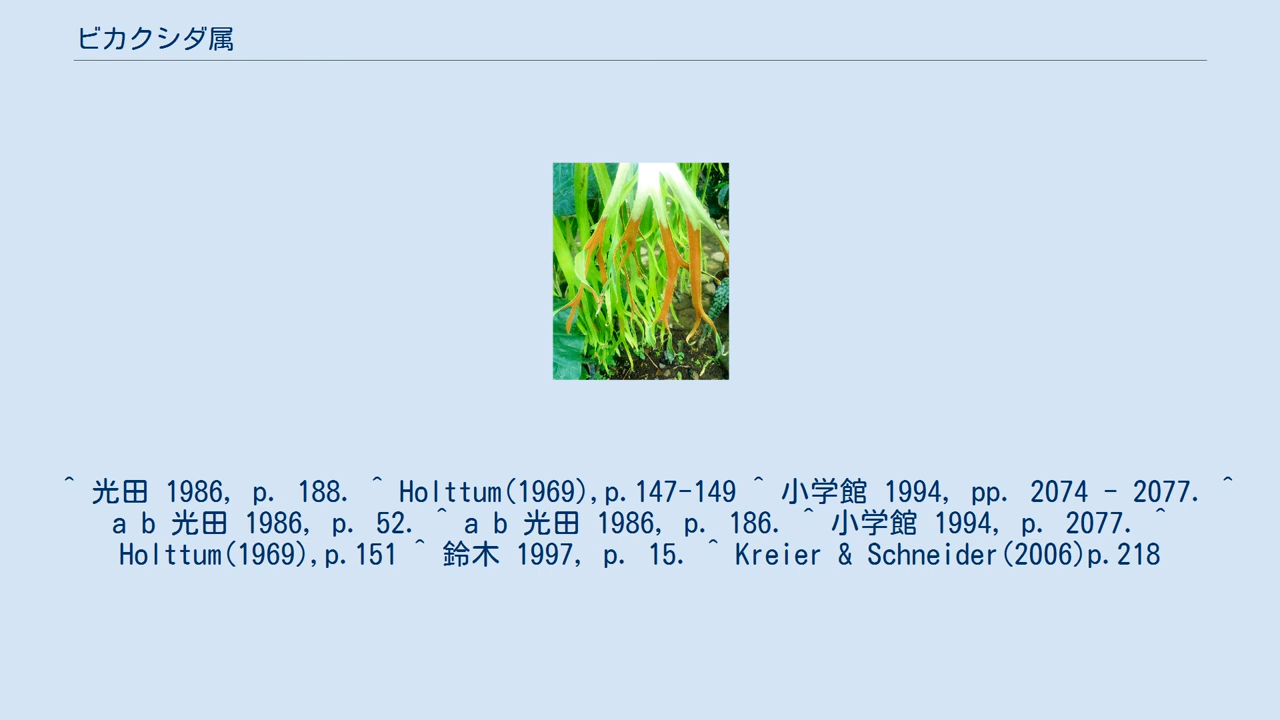 ビカクシダ属
^ 光田 1986, p. 188. ^ Holttum(1969),p.147-149 ^ 小学館 1994, pp. 2074 - 2077. ^
a b 光田 1986, p. 52. ^ a b 光田 1986, p. 186. ^ 小学館 1994, p. 2077. ^
Holttum(1969),p.151 ^ 鈴木 1997, p. 15. ^ Kreier & Schneider(2006)p.218